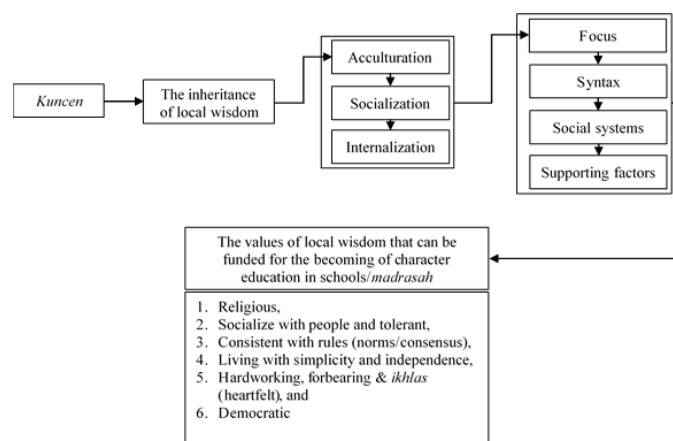 Kuncen
The inheritance
of local wisdom
Acculturation
Socialization
Internalization
Focus
Syntax
Social systems
Supporting factors
The values of local wisdom that can be
funded for the becoming of character
education in schools/madrasah
1. Religious,
2. Socialize with people and tolerant,
3. Consistent with rules (norms/consensus),
4. Living with simplicity and independence,
5. Hardworking, forbearing & ikhlas
(heartfelt), and
6. Democratic